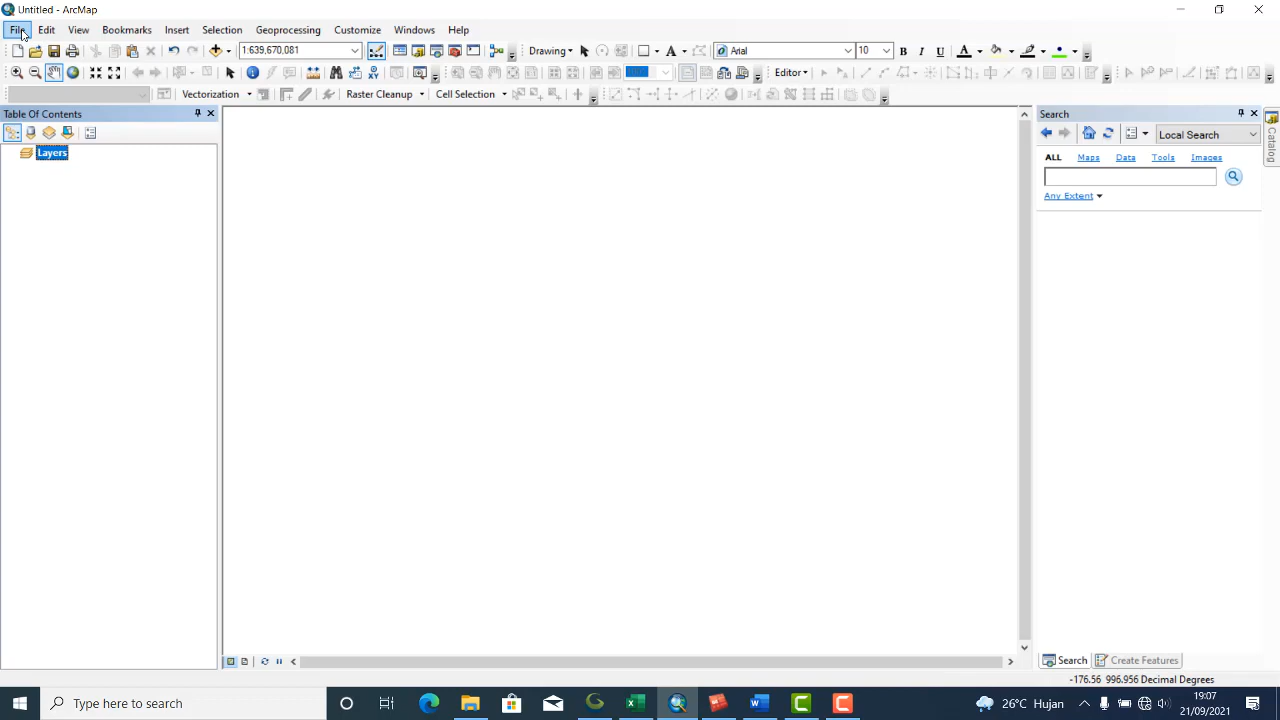 Untitled - ArcMap
File Edit View Bookmarks Insert Selection Geoprocessing Customize Windows Help
1:639,670,081 Drawing Arial 10 B I U A
Editor
Vectorization Raster Cleanup Cell Selection
Table Of Contents
Layers
Search
Local Search
ALL Maps Data Tools Images
Any Extent
Catalog
Search Create Features
-176.56 996.956 Decimal Degrees
Type here to search
26°C Hujan
19:07
21/09/2021